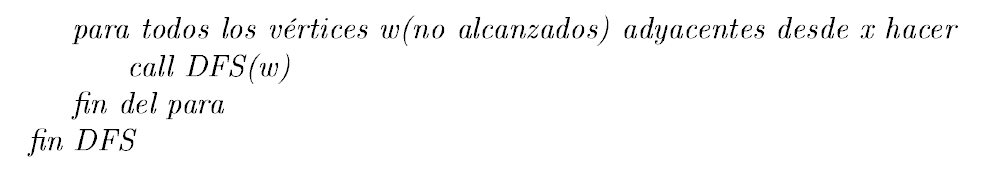 para todos los vértices w(no alcanzados) adyacentes desde x hacer
call DFS(w)
fin del para
fin DFS